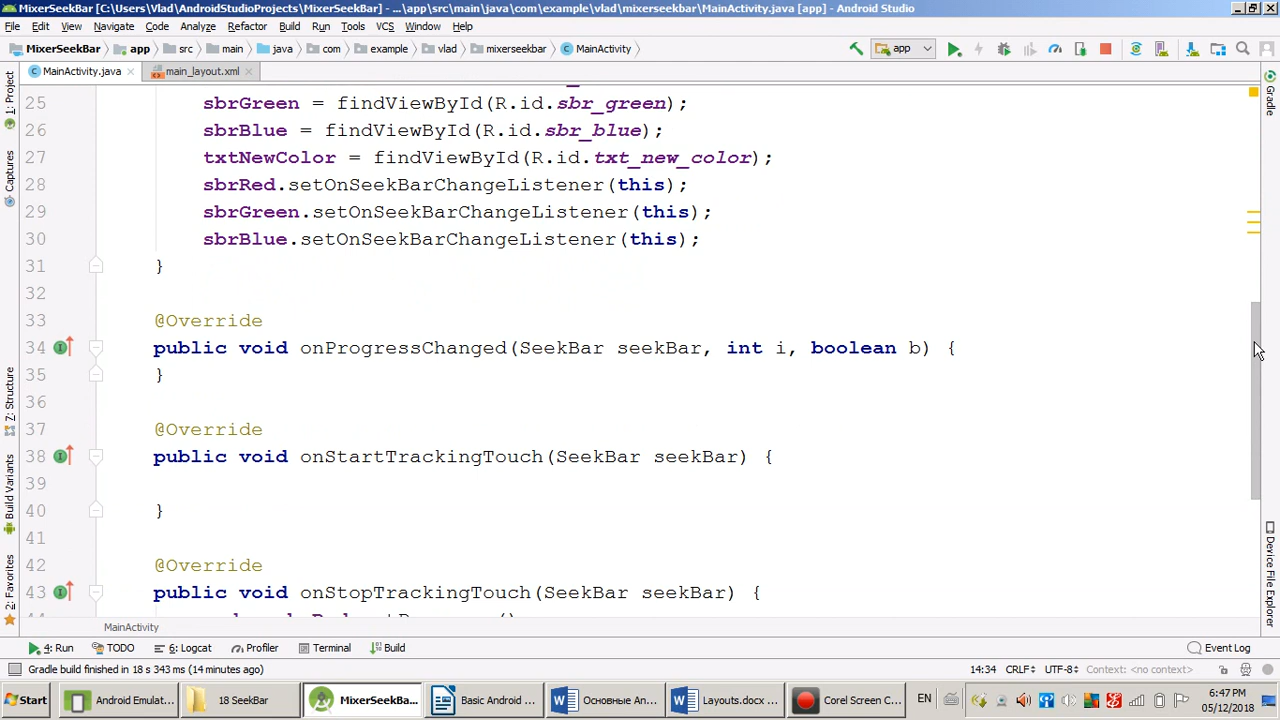 MixerSeekBar [C:\Users\Vlad\AndroidStudioProjects\MixerSeekBar] - ...\app\src\main\java\com\example\vlad\mixerseekbar\MainActivity.java [app] - Android Studio
File Edit View Navigate Code Analyze Refactor Build Run Tools VCS Window Help
MixerSeekBar app src main java com example vlad mixerseekbar MainActivity app
MainActivity.java main_layout.xml
1: Project
Captures
7: Structure
Build Variants
2: Favorites
25 sbrGreen = findViewById(R.id.sbr_green);
26 sbrBlue = findViewById(R.id.sbr_blue);
27 txtNewColor = findViewById(R.id.txt_new_color);
28 sbrRed.setOnSeekBarChangeListener(this);
29 sbrGreen.setOnSeekBarChangeListener(this);
30 sbrBlue.setOnSeekBarChangeListener(this);
31 }
32
33 @Override
34 public void onProgressChanged(SeekBar seekBar, int i, boolean b) {
35 }
36
37 @Override
38 public void onStartTrackingTouch(SeekBar seekBar) {
39
40 }
41
42 @Override
43 public void onStopTrackingTouch(SeekBar seekBar) {
Gradle
Device File Explorer
MainActivity
4: Run TODO 6: Logcat Profiler Terminal Build Event Log
Gradle build finished in 18 s 343 ms (14 minutes ago) 14:34 CRLF UTF-8 Context: <no context>
Start Android Emulat... 18 SeekBar MixerSeekBa... Basic Android ... Основные Ап... Layouts.docx ... Corel Screen C... EN 6:47 PM
05/12/2018